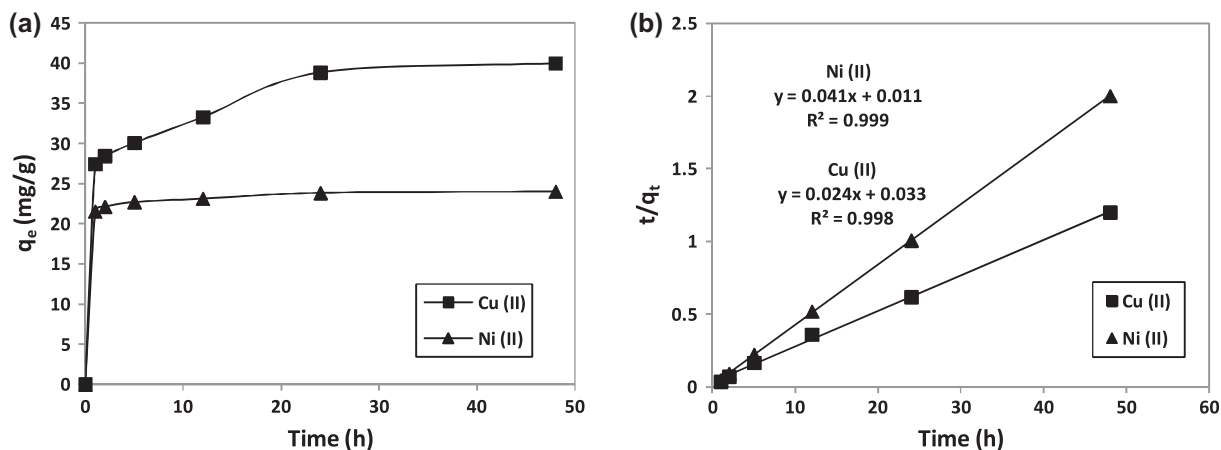 (a)
45
40
35
30
25
20
15
10
5
0
qₑ (mg/g)
0 10 20 30 40 50
Time (h)
Cu (II)
Ni (II)
(b)
2.5
2
1.5
1
0.5
0
t/qₜ
0 10 20 30 40 50 60
Time (h)
Ni (II)
y = 0.041x + 0.011
R² = 0.999
Cu (II)
y = 0.024x + 0.033
R² = 0.998
Cu (II)
Ni (II)